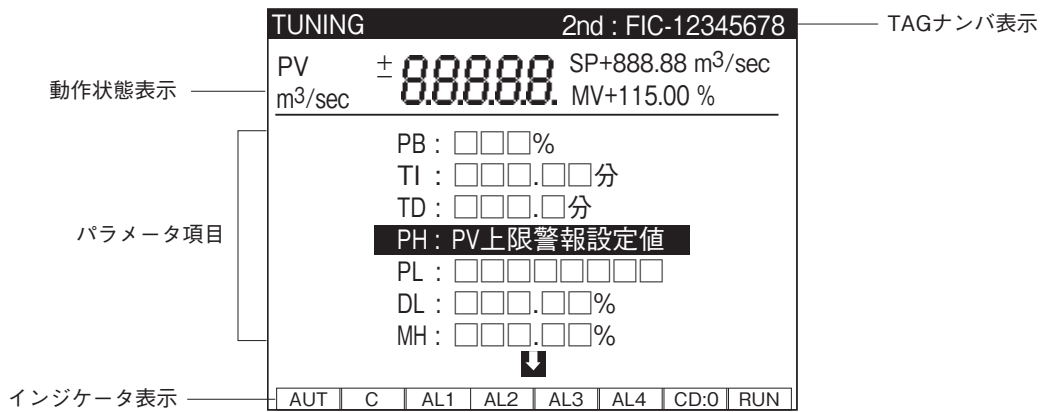 TUNING 2nd : FIC-12345678
TAGナンバ表示
PV ±8.8.8.8.8. SP+888.88 m³/sec
動作状態表示
m³/sec MV+115.00 %
PB : □□□%
TI : □□□.□□分
TD : □□□.□分
パラメータ項目
PH : PV上限警報設定値
PL : □□□□□□□□
DL : □□□.□□%
MH : □□□.□□%
インジケータ表示
AUT C AL1 AL2 AL3 AL4 CD:0 RUN